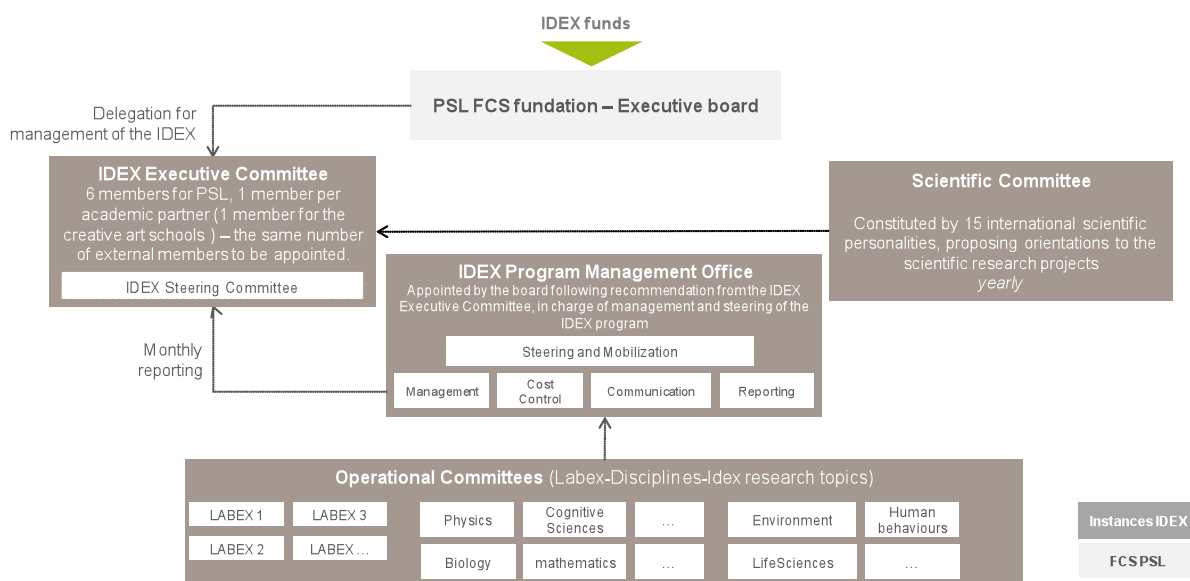 IDEX funds
PSL FCS fundation – Executive board
Delegation for
management of the IDEX
IDEX Executive Committee
6 members for PSL, 1 member per
academic partner (1 member for the
creative art schools ) – the same number
of external members to be appointed.
IDEX Steering Committee
Scientific Committee
Constituted by 15 international scientific
personalities, proposing orientations to the
scientific research projects
yearly
IDEX Program Management Office
Appointed by the board following recommendation from the IDEX
Executive Committee, in charge of management and steering of the
IDEX program
Steering and Mobilization
Management
Cost
Control
Communication
Reporting
Monthly
reporting
Operational Committees (Labex-Disciplines-Idex research topics)
LABEX 1
LABEX 3
LABEX 2
LABEX ...
Physics
Cognitive
Sciences
...
Biology
mathematics
...
Environment
Human
behaviours
LifeSciences
...
Instances IDEX
FCS PSL